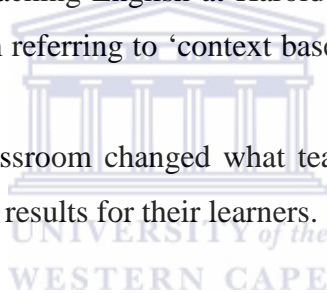 aching English at Harold
n referring to ‘context base
ssroom changed what tea
results for their learners.
UNIVERSITY of the
WESTERN CAPE